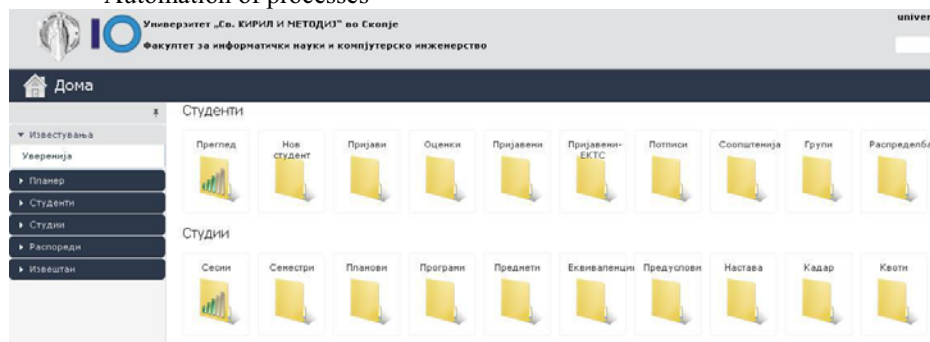 Automation of processes
Универзитет „Св. КИРИЛ И МЕТОДИЈ" во Скопје
univer
Факултет за информатички науки и компјутерско инженерство
Дома
Известувања
Уверенија
Планер
Студенти
Студии
Распореди
Извештаи
Студенти
Преглед Нов студент Пријави Оценки Пријавени Пријавени-ЕКТС Потписи Соопштенија Групи Распределба
Студии
Сесии Семестри Планови Програми Предмети Еквиваленции Предуслови Настава Кадар Квоти